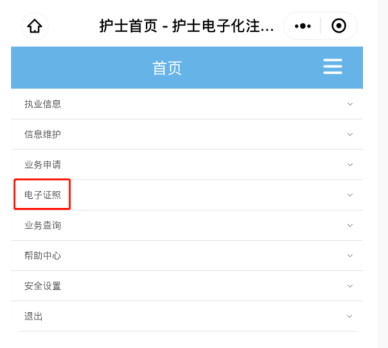 护士首页 - 护士电子化注...
首页
执业信息
信息维护
业务申请
电子证照
业务查询
帮助中心
安全设置
退出